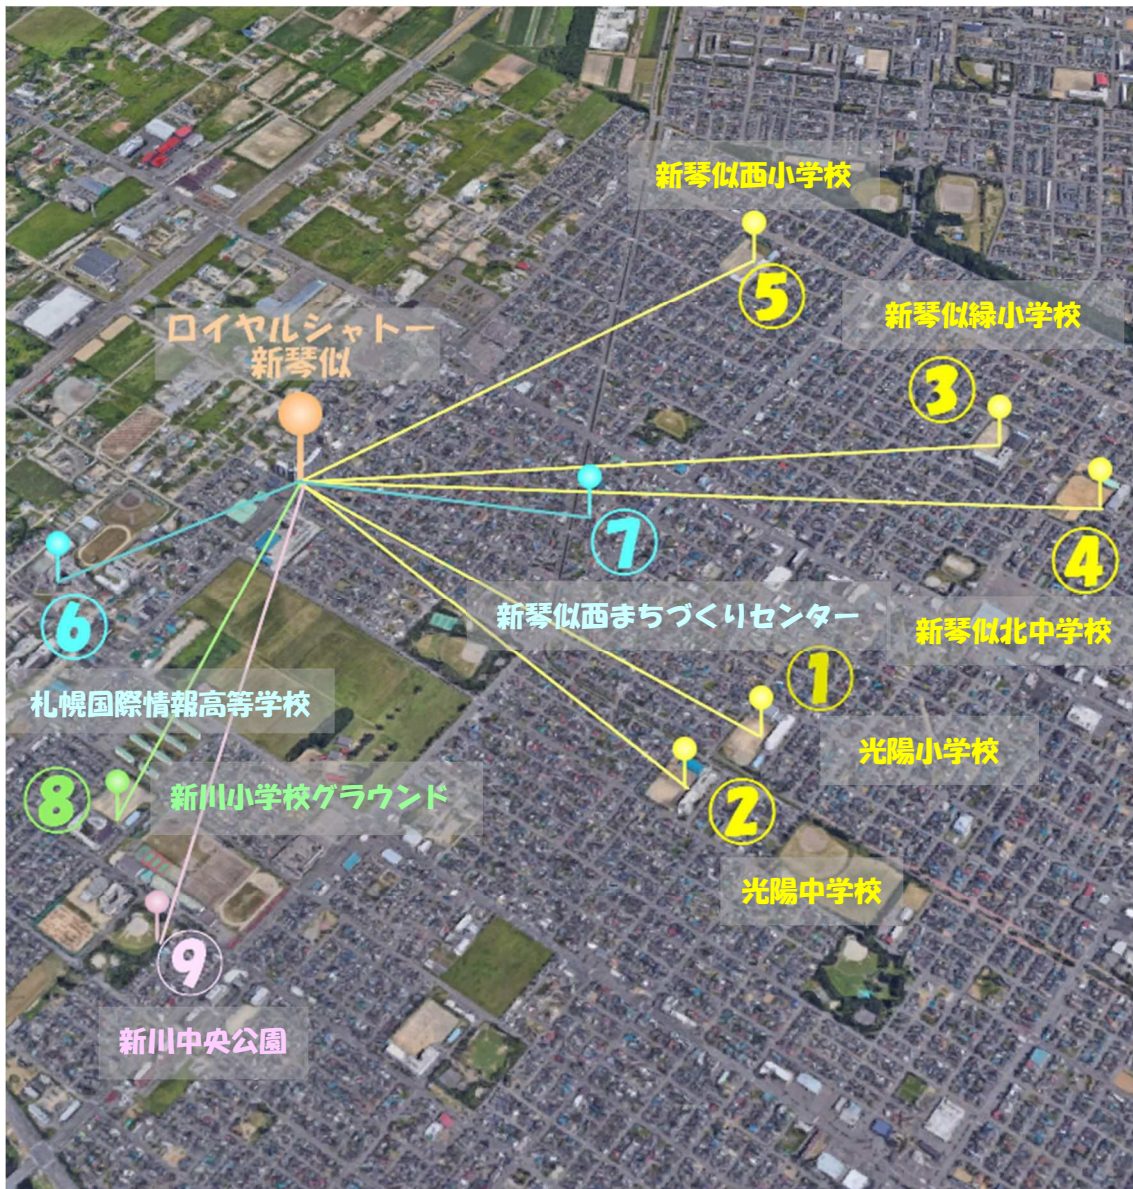 新琴似西小学校
⑤
新琴似緑小学校
③
ロイヤルシャトー
新琴似
④
⑦
⑥
新琴似西まちづくりセンター
新琴似北中学校
①
札幌国際情報高等学校
光陽小学校
⑧
新川小学校グラウンド
②
光陽中学校
⑨
新川中央公園